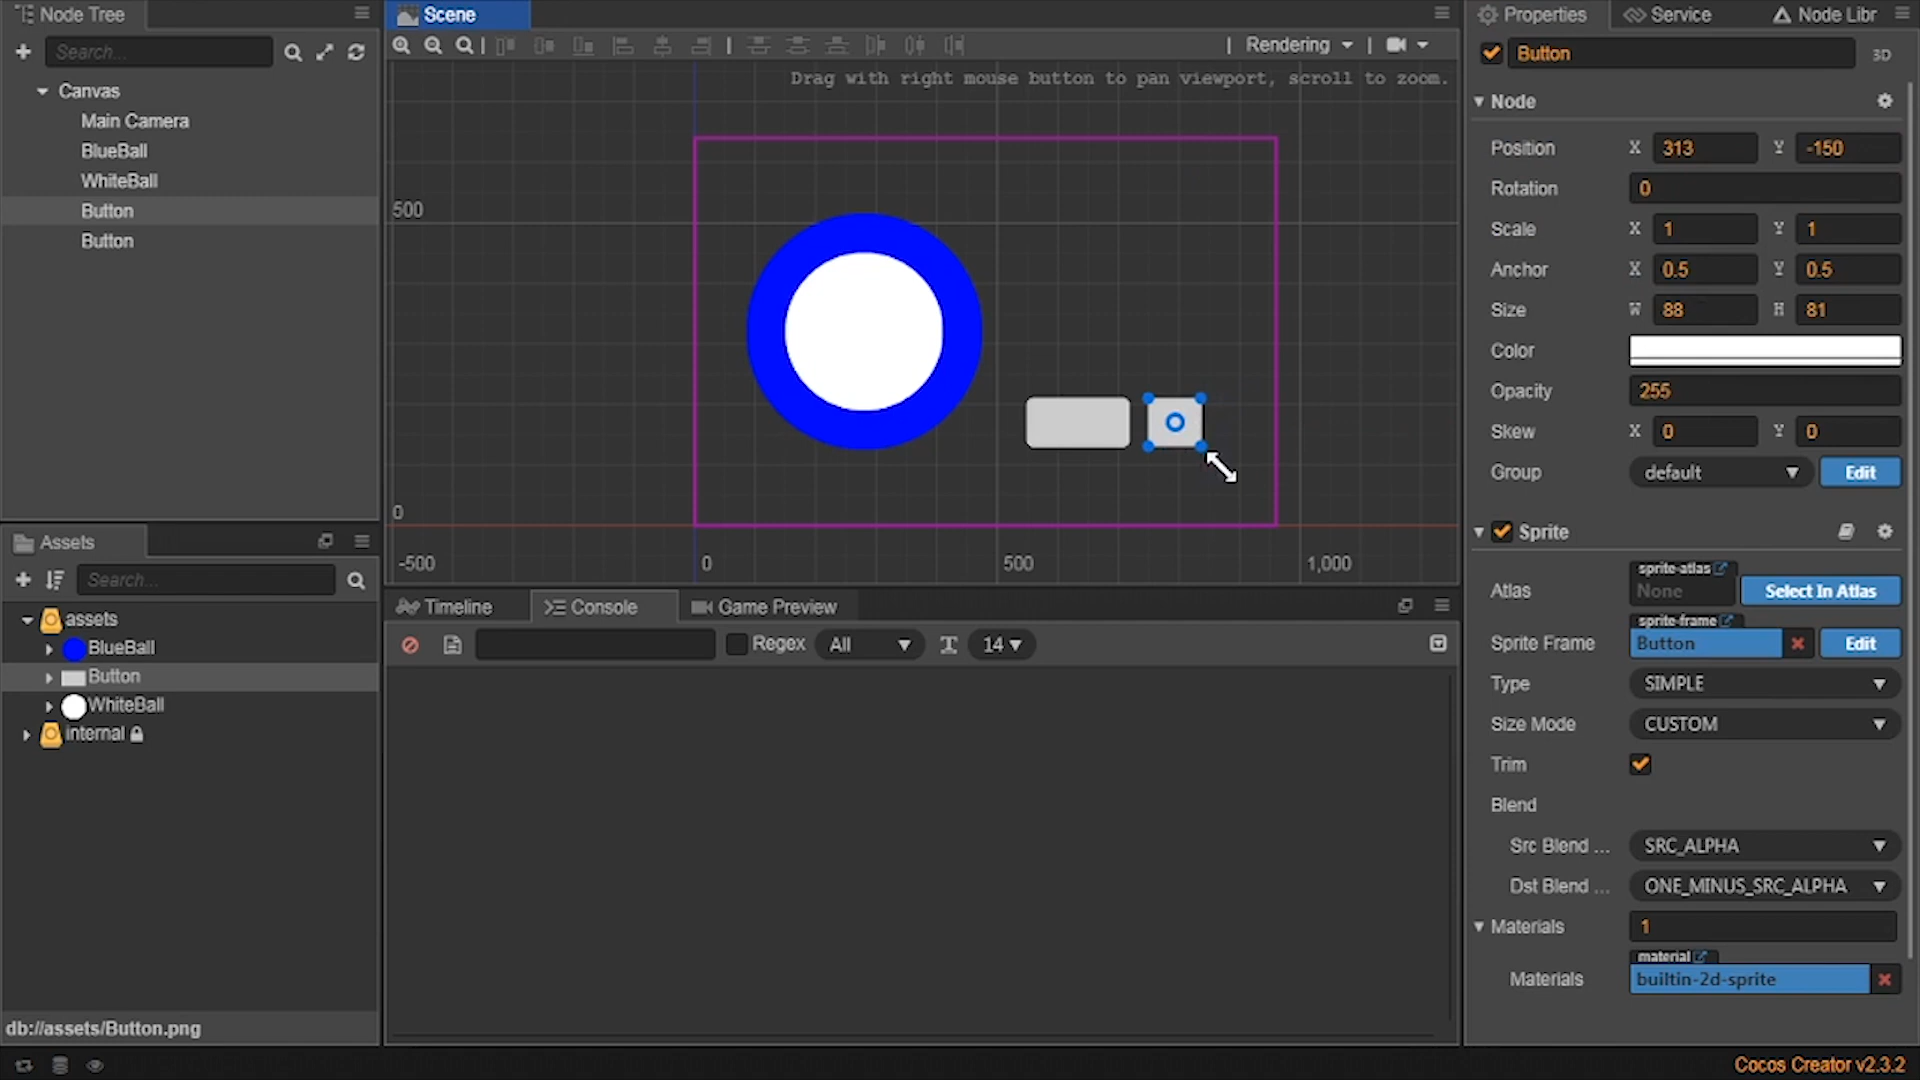 Node Tree
Search...
Canvas
Main Camera
BlueBall
WhiteBall
Button
Button
Assets
Search...
assets
BlueBall
Button
WhiteBall
internal
db://assets/Button.png
Scene
Rendering
Drag with right mouse button to pan viewport, scroll to zoom.
500
0
-500
0
500
1,000
Timeline
Console
Game Preview
Regex
All
14
Properties
Service
Node Libr
Button
3D
Node
Position X 313 Y -150
Rotation 0
Scale X 1 Y 1
Anchor X 0.5 Y 0.5
Size W 88 H 81
Color
Opacity 255
Skew X 0 Y 0
Group default Edit
Sprite
sprite-atlas
Atlas None Select In Atlas
sprite-frame
Sprite Frame Button Edit
Type SIMPLE
Size Mode CUSTOM
Trim
Blend
Src Blend ... SRC_ALPHA
Dst Blend ... ONE_MINUS_SRC_ALPHA
Materials 1
material
Materials builtin-2d-sprite
Cocos Creator v2.3.2